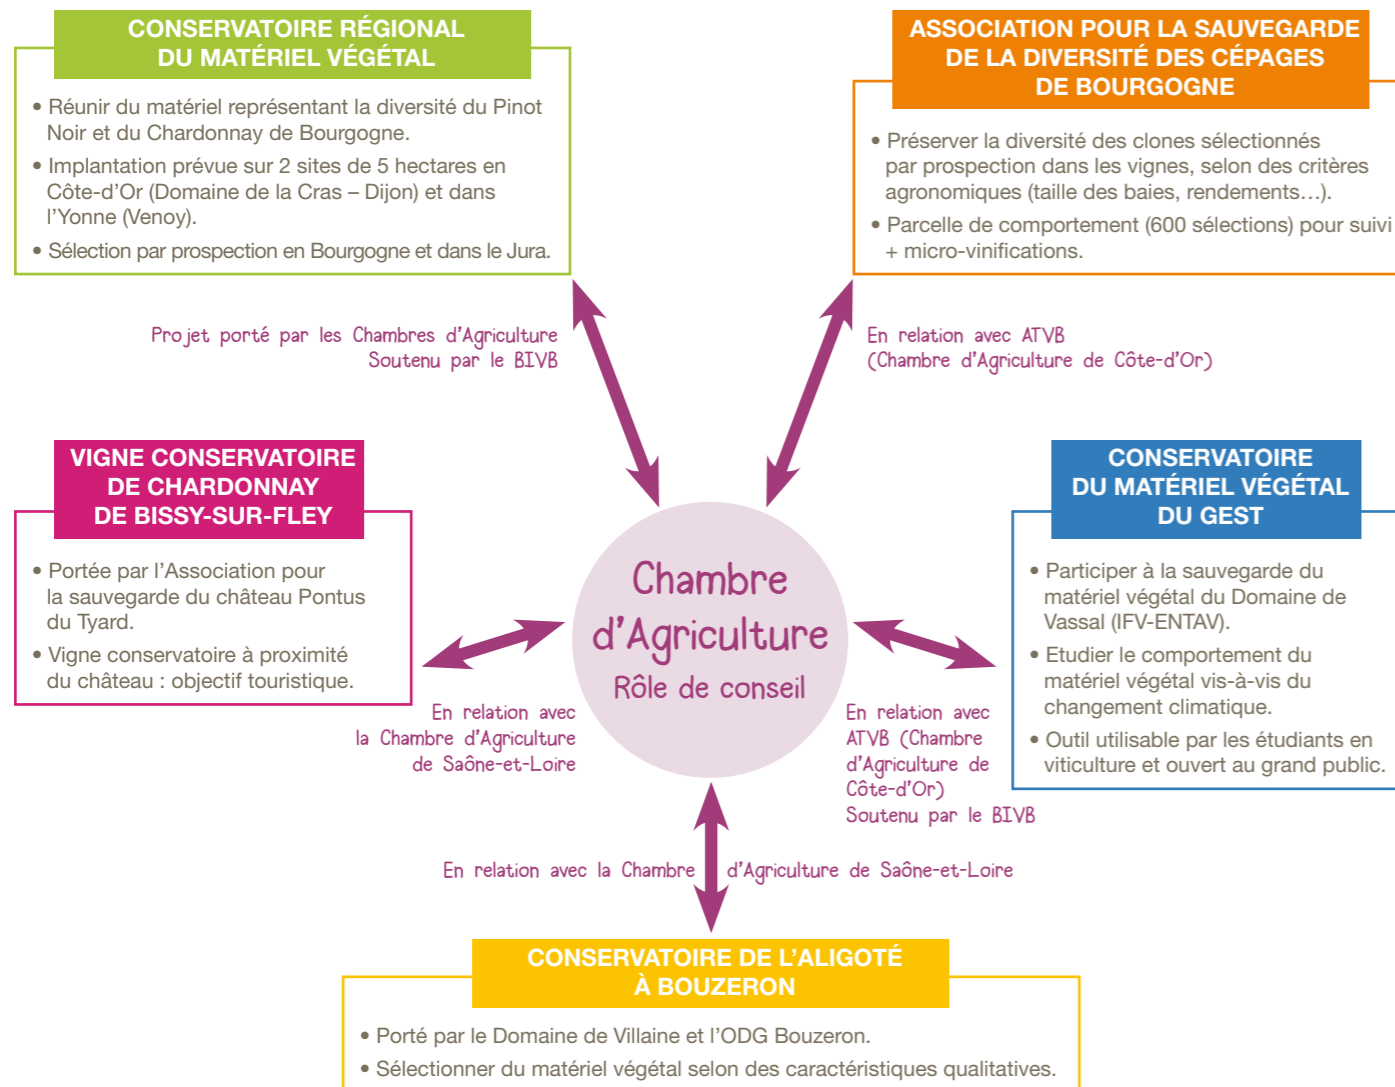 CONSERVATOIRE RÉGIONAL
DU MATÉRIEL VÉGÉTAL
• Réunir du matériel représentant la diversité du Pinot
Noir et du Chardonnay de Bourgogne.
• Implantation prévue sur 2 sites de 5 hectares en
Côte-d'Or (Domaine de la Cras – Dijon) et dans
l'Yonne (Venoy).
• Sélection par prospection en Bourgogne et dans le Jura.
ASSOCIATION POUR LA SAUVEGARDE
DE LA DIVERSITÉ DES CÉPAGES
DE BOURGOGNE
• Préserver la diversité des clones sélectionnés
par prospection dans les vignes, selon des critères
agronomiques (taille des baies, rendements…).
• Parcelle de comportement (600 sélections) pour suivi
+ micro-vinifications.
Projet porté par les Chambres d'Agriculture
Soutenu par le BIVB
En relation avec ATVB
(Chambre d'Agriculture de Côte-d'Or)
VIGNE CONSERVATOIRE
DE CHARDONNAY
DE BISSY-SUR-FLEY
• Portée par l'Association pour
la sauvegarde du château Pontus
du Tyard.
• Vigne conservatoire à proximité
du château : objectif touristique.
Chambre
d'Agriculture
Rôle de conseil
CONSERVATOIRE
DU MATÉRIEL VÉGÉTAL
DU GEST
• Participer à la sauvegarde du
matériel végétal du Domaine de
Vassal (IFV-ENTAV).
• Etudier le comportement du
matériel végétal vis-à-vis du
changement climatique.
• Outil utilisable par les étudiants en
viticulture et ouvert au grand public.
En relation avec
la Chambre d'Agriculture
de Saône-et-Loire
En relation avec
ATVB (Chambre
d'Agriculture de
Côte-d'Or)
Soutenu par le BIVB
En relation avec la Chambre d'Agriculture de Saône-et-Loire
CONSERVATOIRE DE L'ALIGOTÉ
À BOUZERON
• Porté par le Domaine de Villaine et l'ODG Bouzeron.
• Sélectionner du matériel végétal selon des caractéristiques qualitatives.